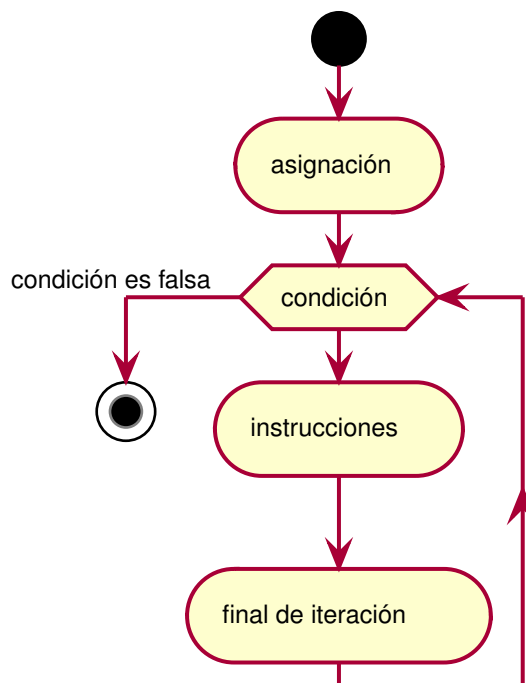 asignación
condición es falsa
condición
instrucciones
final de iteración